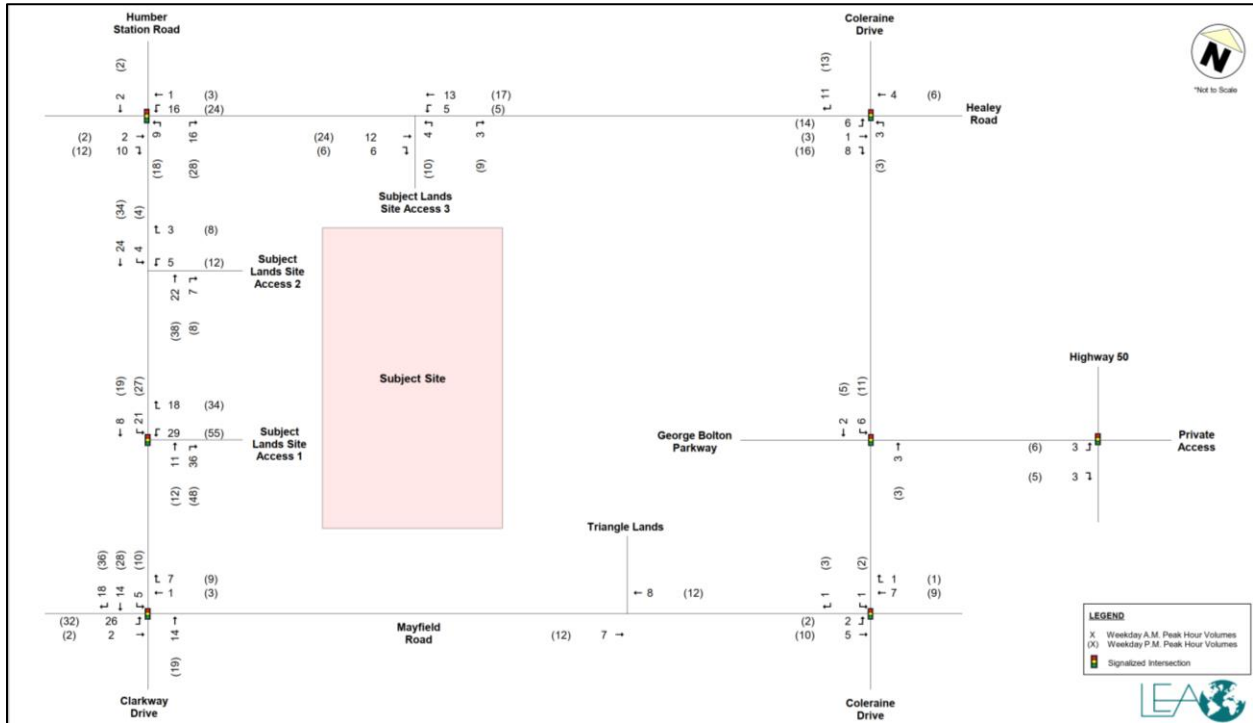 Humber
Station Road
Coleraine
Drive
N
*Not to Scale
(2)
2
← 1 (3)
16 (24)
(2) 2 →
(12) 10
9
16
(18)
(28)
← 13 (17)
5 (5)
(24) 12 →
(6) 6
4
3
(10)
(9)
Subject Lands
Site Access 3
(13)
11
← 4 (6)
Healey
Road
(14) 6
(3) 1 →
(16) 8
3
(3)
(34)
(4)
24
4
3 (8)
5 (12)
Subject
Lands Site
Access 2
22
7
(38)
(8)
Subject Site
(19)
(27)
8
21
18 (34)
29 (55)
Subject
Lands Site
Access 1
11
36
(12)
(48)
George Bolton
Parkway
(5)
(11)
2
6
3
(3)
Highway 50
Private
Access
(6) 3
(5) 3
(36)
(28)
(10)
18
14
5
7 (9)
← 1 (3)
(32) 26
(2) 2 →
14
(19)
Mayfield
Road
Clarkway
Drive
Triangle Lands
← 8 (12)
(12) 7 →
(3)
(2)
1
1
1 (1)
← 7 (9)
(2) 2
(10) 5 →
Coleraine
Drive
LEGEND
X Weekday A.M. Peak Hour Volumes
(X) Weekday P.M. Peak Hour Volumes
Signalized Intersection
LEA